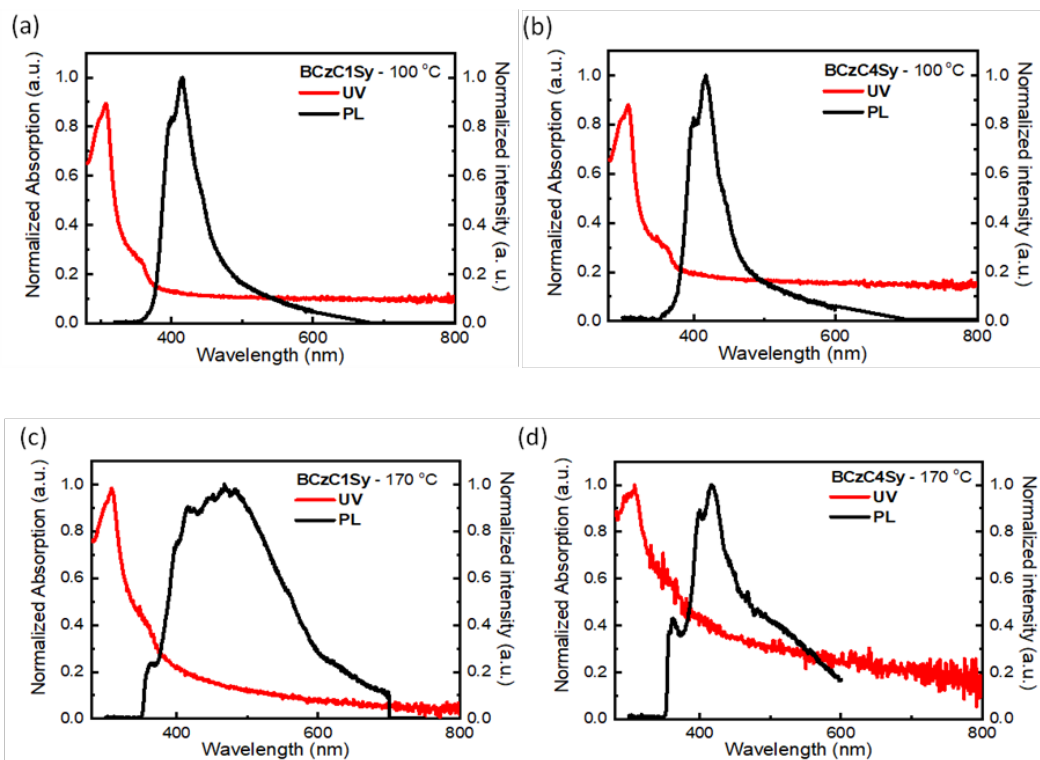 (a)
BCzC1Sy - 100 °C
UV
PL
Normalized Absorption (a.u.)
1.0
0.8
0.6
0.4
0.2
0.0
400
600
800
Wavelength (nm)
1.0
0.8
0.6
0.4
0.2
0.0
Normalized intensity (a. u.)
(b)
BCzC4Sy - 100 °C
UV
PL
Normalized Absorption (a.u.)
1.0
0.8
0.6
0.4
0.2
0.0
400
600
800
Wavelength (nm)
1.0
0.8
0.6
0.4
0.2
0.0
Normalized intensity (a. u.)
(c)
BCzC1Sy - 170 °C
UV
PL
Normalized Absorption (a.u.)
1.0
0.8
0.6
0.4
0.2
0.0
400
600
800
Wavelength (nm)
1.0
0.8
0.6
0.4
0.2
0.0
Normalized intensity (a.u.)
(d)
BCzC4Sy - 170 °C
UV
PL
Normalized Absorption (a.u.)
1.0
0.8
0.6
0.4
0.2
0.0
400
600
800
Wavelength (nm)
1.0
0.8
0.6
0.4
0.2
0.0
Normalized intensity (a.u.)